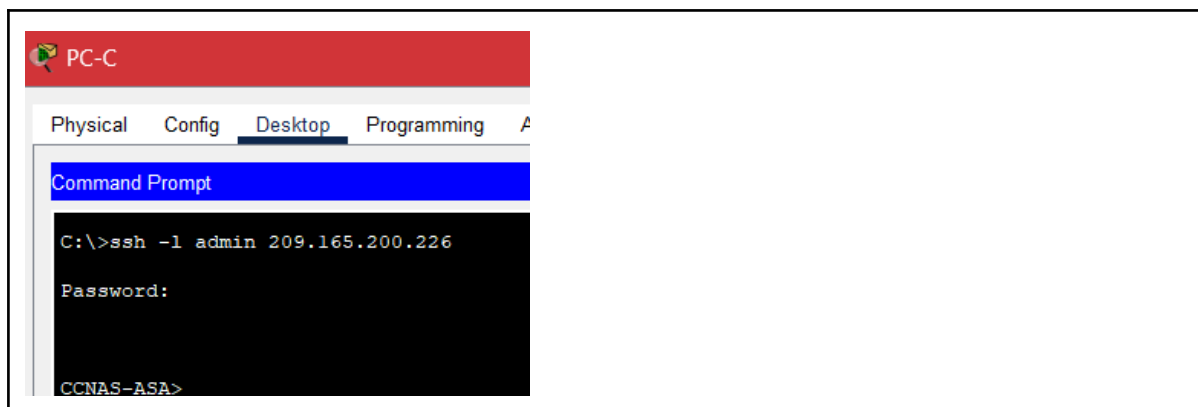 PC-C
Physical Config Desktop Programming A
Command Prompt
C:\>ssh -l admin 209.165.200.226
Password:
CCNAS-ASA>